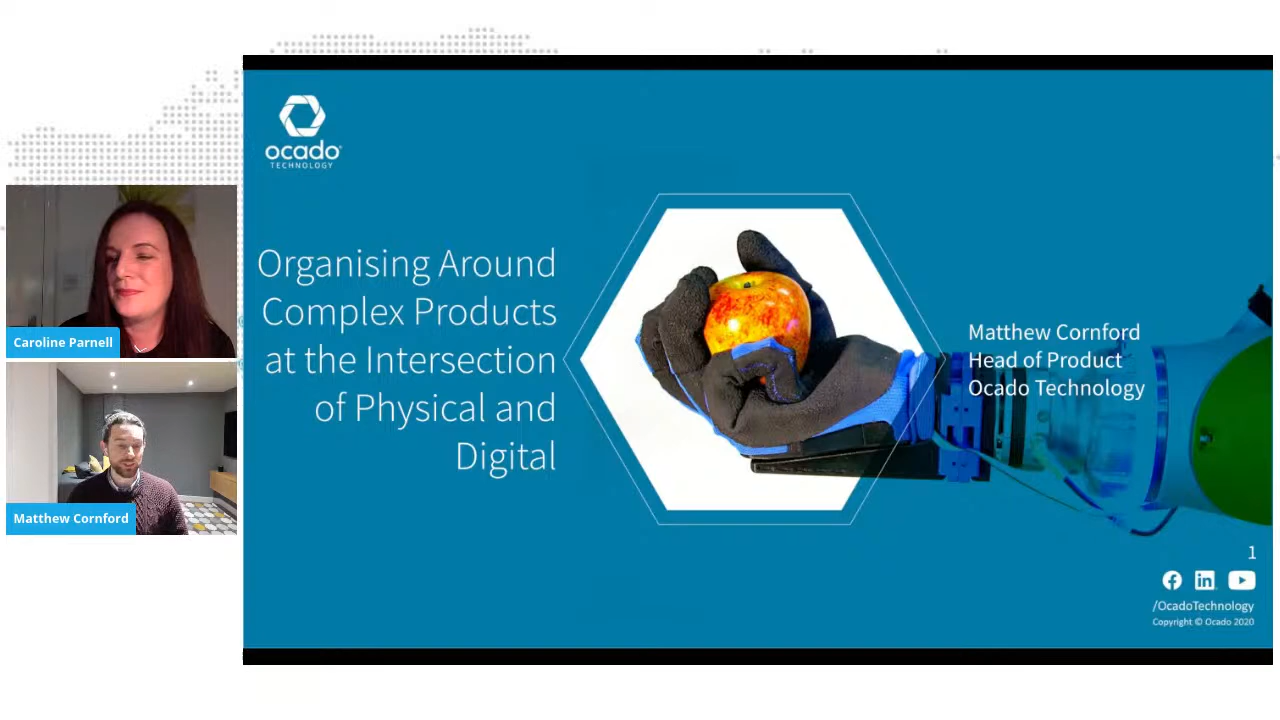 ocado
TECHNOLOGY
Organising Around
Complex Products
at the Intersection
of Physical and
Digital
Matthew Cornford
Head of Product
Ocado Technology
Caroline Parnell
Matthew Cornford
1
/OcadoTechnology
Copyright © Ocado 2020